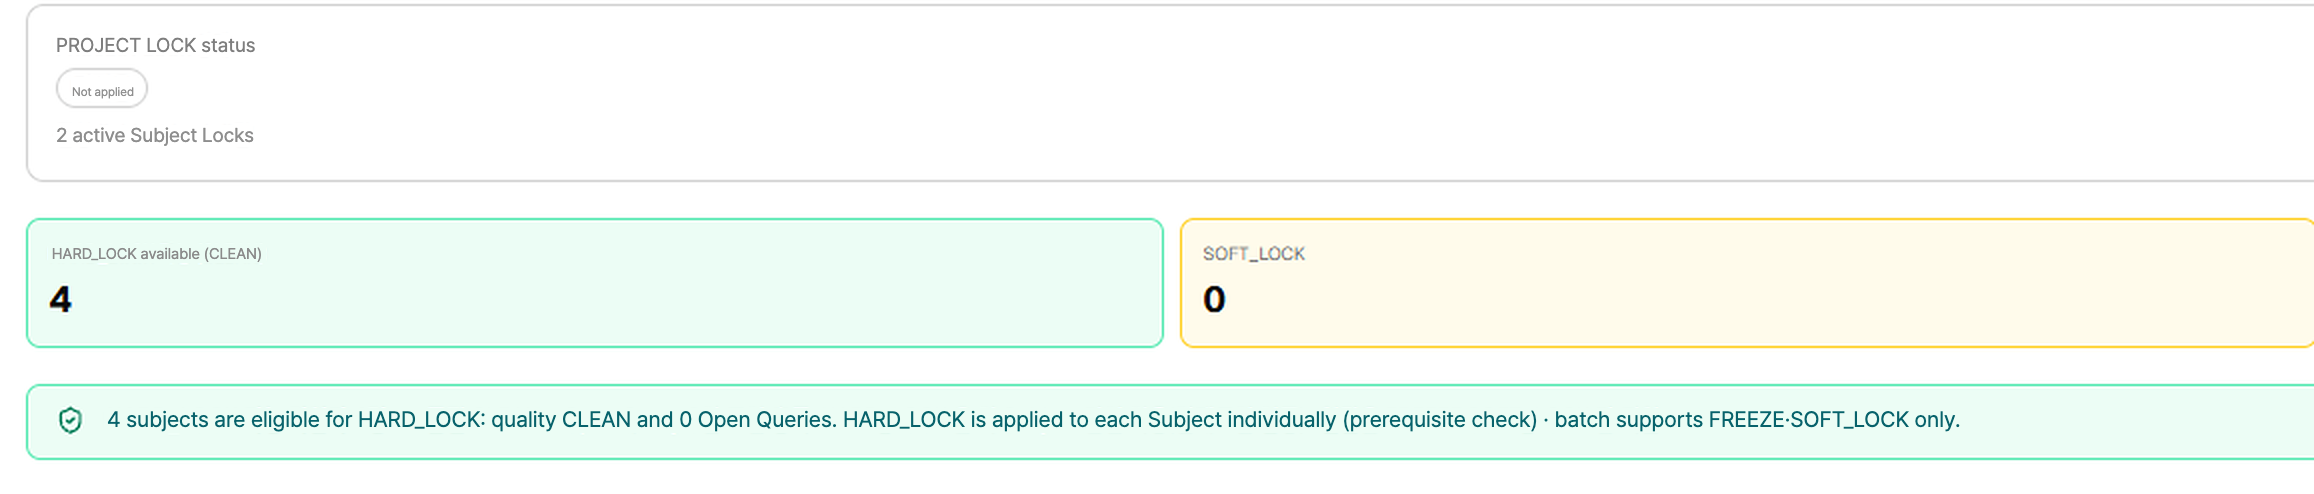 PROJECT LOCK status
Not applied
2 active Subject Locks
HARD_LOCK available (CLEAN)
4
SOFT_LOCK
0
4 subjects are eligible for HARD_LOCK: quality CLEAN and 0 Open Queries. HARD_LOCK is applied to each Subject individually (prerequisite check) · batch supports FREEZE·SOFT_LOCK only.